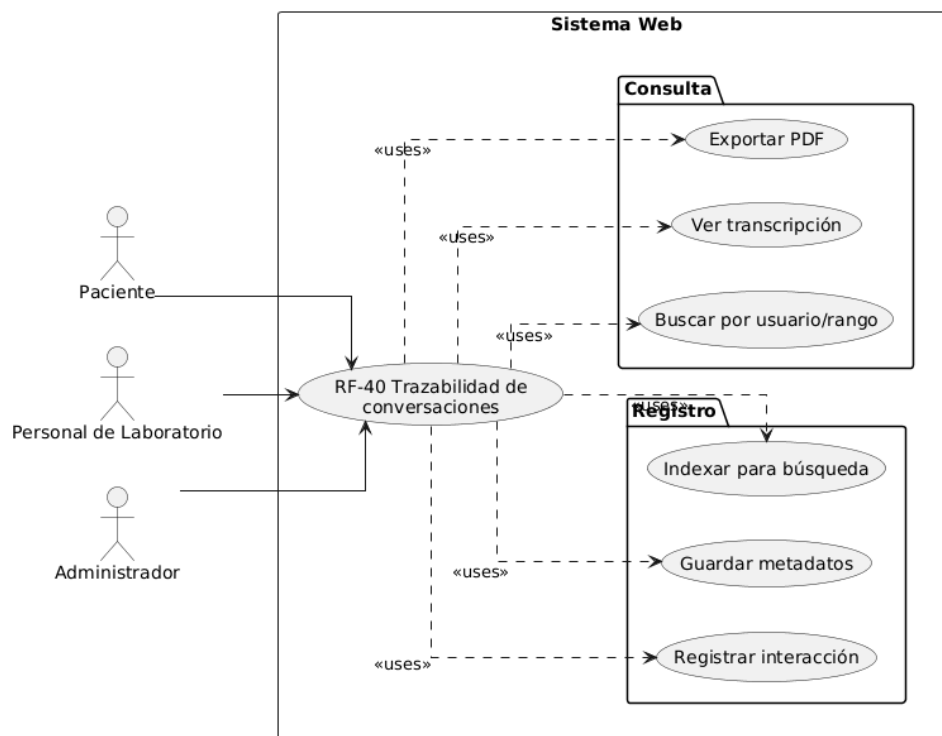 Sistema Web
Consulta
Exportar PDF
«uses»
Ver transcripción
«uses»
Buscar por usuario/rango
«uses»
Paciente
RF-40 Trazabilidad de
conversaciones
Personal de Laboratorio
«uses»
Registro
Indexar para búsqueda
Administrador
Guardar metadatos
«uses»
Registrar interacción
«uses»